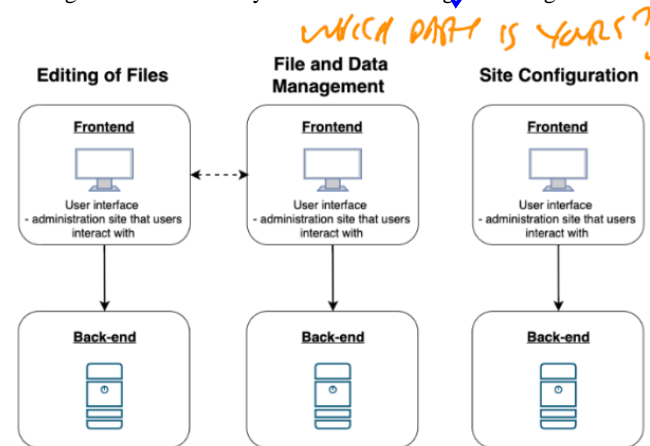 WHICH PART IS YOURS?
Editing of Files
File and Data
Management
Site Configuration
Frontend
User interface
- administration site that users
interact with
Frontend
User interface
- administration site that users
interact with
Frontend
User interface
- administration site that users
interact with
Back-end
Back-end
Back-end